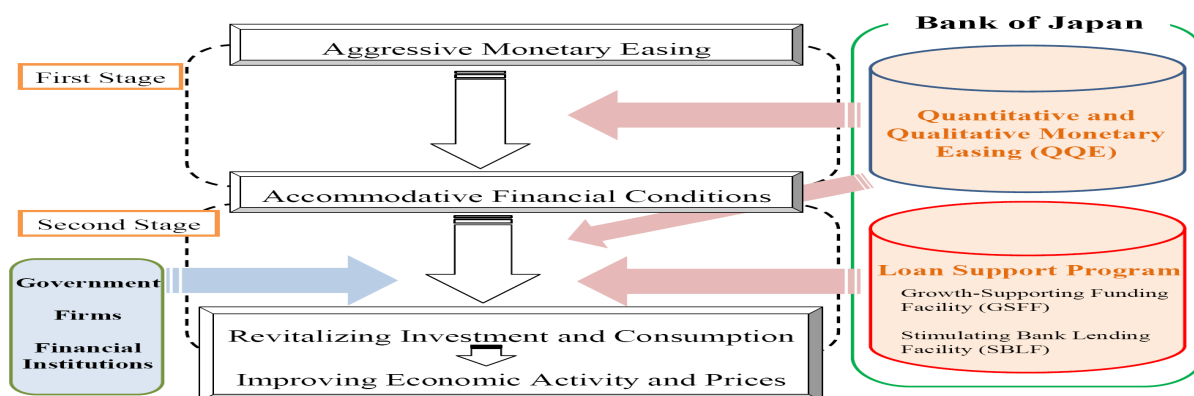 Bank of Japan
Aggressive Monetary Easing
First Stage
Quantitative and
Qualitative Monetary
Easing (QQE)
Accommodative Financial Conditions
Second Stage
Government
Firms
Financial
Institutions
Loan Support Program
Growth-Supporting Funding
Facility (GSFF)
Stimulating Bank Lending
Facility (SBLF)
Revitalizing Investment and Consumption
Improving Economic Activity and Prices